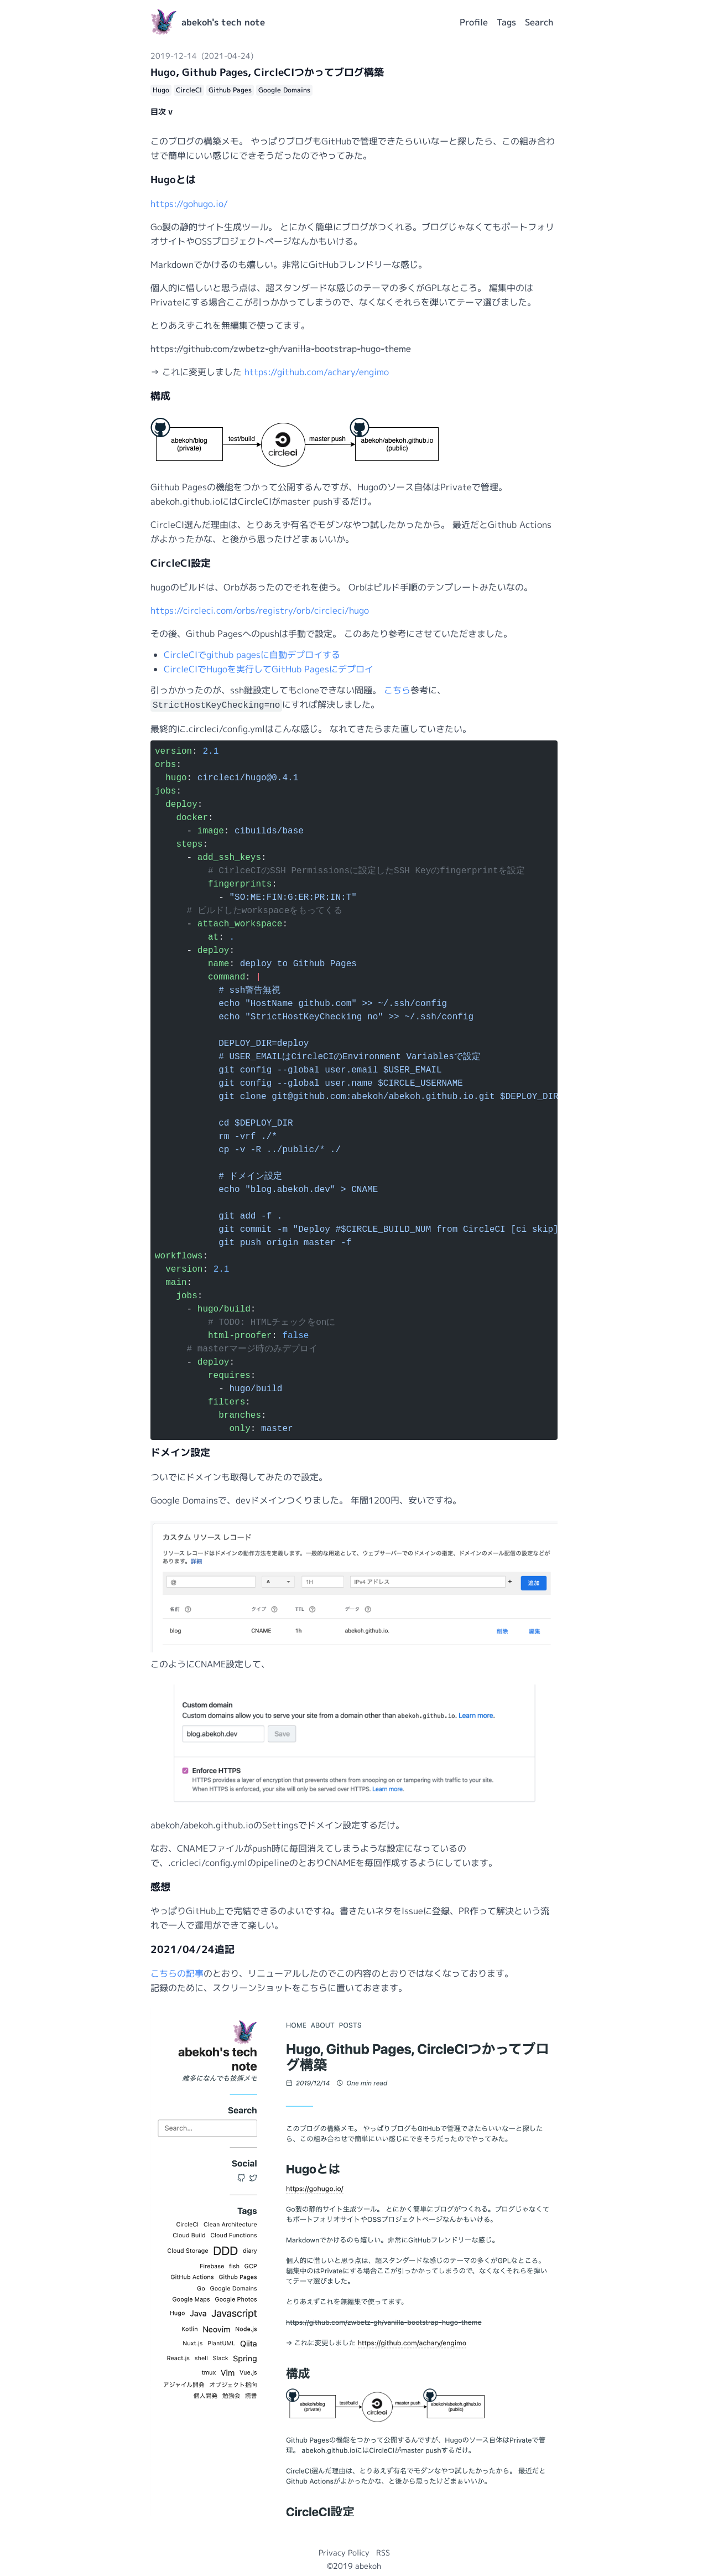 abekoh's tech note
Profile Tags Search
2019-12-14 (2021-04-24)
Hugo, Github Pages, CircleCIつかってブログ構築
Hugo CircleCI Github Pages Google Domains
目次 v
このブログの構築メモ。 やっぱりブログもGitHubで管理できたらいいなーと探したら、この組み合わ
せで簡単にいい感じにできそうだったのでやってみた。
Hugoとは
https://gohugo.io/
Go製の静的サイト生成ツール。 とにかく簡単にブログがつくれる。ブログじゃなくてもポートフォリ
オサイトやOSSプロジェクトページなんかもいける。
Markdownでかけるのも嬉しい。非常にGitHubフレンドリーな感じ。
個人的に惜しいと思う点は、超スタンダードな感じのテーマの多くがGPLなところ。 編集中のは
Privateにする場合ここが引っかかってしまうので、なくなくそれらを弾いてテーマ選びました。
とりあえずこれを無編集で使ってます。
https://github.com/zwbetz-gh/vanilla-bootstrap-hugo-theme
→ これに変更しました https://github.com/achary/engimo
構成
abekoh/blog
(private)
test/build
circleci
master push
abekoh/abekoh.github.io
(public)
Github Pagesの機能をつかって公開するんですが、Hugoのソース自体はPrivateで管理。
abekoh.github.ioにはCircleCIがmaster pushするだけ。
CircleCI選んだ理由は、とりあえず有名でモダンなやつ試したかったから。 最近だとGithub Actions
がよかったかな、と後から思ったけどまぁいいか。
CircleCI設定
hugoのビルドは、Orbがあったのでそれを使う。 Orbはビルド手順のテンプレートみたいなの。
https://circleci.com/orbs/registry/orb/circleci/hugo
その後、Github Pagesへのpushは手動で設定。 このあたり参考にさせていただきました。
CircleCIでgithub pagesに自動デプロイする
CircleCIでHugoを実行してGitHub Pagesにデプロイ
引っかかったのが、ssh鍵設定してもcloneできない問題。 こちら参考に、
StrictHostKeyChecking=no にすれば解決しました。
最終的に.circleci/config.ymlはこんな感じ。 なれてきたらまた直していきたい。
version: 2.1
orbs:
  hugo: circleci/hugo@0.4.1
jobs:
  deploy:
    docker:
      - image: cibuilds/base
    steps:
      - add_ssh_keys:
          # CirlceCIのSSH Permissionsに設定したSSH Keyのfingerprintを設定
          fingerprints:
            - "SO:ME:FIN:G:ER:PR:IN:T"
      # ビルドしたworkspaceをもってくる
      - attach_workspace:
          at: .
      - deploy:
          name: deploy to Github Pages
          command: |
            # ssh警告無視
            echo "HostName github.com" >> ~/.ssh/config
            echo "StrictHostKeyChecking no" >> ~/.ssh/config
            DEPLOY_DIR=deploy
            # USER_EMAILはCircleCIのEnvironment Variablesで設定
            git config --global user.email $USER_EMAIL
            git config --global user.name $CIRCLE_USERNAME
            git clone git@github.com:abekoh/abekoh.github.io.git $DEPLOY_DIR
            cd $DEPLOY_DIR
            rm -vrf ./*
            cp -v -R ../public/* ./
            # ドメイン設定
            echo "blog.abekoh.dev" > CNAME
            git add -f .
            git commit -m "Deploy #$CIRCLE_BUILD_NUM from CircleCI [ci skip]
            git push origin master -f
workflows:
  version: 2.1
  main:
    jobs:
      - hugo/build:
          # TODO: HTMLチェックをonに
          html-proofer: false
      # masterマージ時のみデプロイ
      - deploy:
          requires:
            - hugo/build
          filters:
            branches:
              only: master
ドメイン設定
ついでにドメインも取得してみたので設定。
Google Domainsで、devドメインつくりました。 年間1200円、安いですね。
カスタム リソース レコード
リソース レコードはドメインの動作方法を定義します。一般的な用途として、ウェブサーバーでのドメインの指定、ドメインのメール配信の設定などが
あります。詳細
@ A 1H IPv4 アドレス + 追加
名前 タイプ TTL データ
blog CNAME 1h abekoh.github.io. 削除 編集
このようにCNAME設定して、
Custom domain
Custom domains allow you to serve your site from a domain other than abekoh.github.io. Learn more.
blog.abekoh.dev Save
Enforce HTTPS
HTTPS provides a layer of encryption that prevents others from snooping on or tampering with traffic to your site.
When HTTPS is enforced, your site will only be served over HTTPS. Learn more.
abekoh/abekoh.github.ioのSettingsでドメイン設定するだけ。
なお、CNAMEファイルがpush時に毎回消えてしまうような設定になっているの
で、.cricleci/config.ymlのpipelineのとおりCNAMEを毎回作成するようにしています。
感想
やっぱりGitHub上で完結できるのよいですね。書きたいネタをIssueに登録、PR作って解決という流
れで一人で運用ができて楽しい。
2021/04/24追記
こちらの記事のとおり、リニューアルしたのでこの内容のとおりではなくなっております。
記録のために、スクリーンショットをこちらに置いておきます。
abekoh's tech
note
雑多になんでも技術メモ
Search
Search...
Social
Tags
CircleCI Clean Architecture
Cloud Build Cloud Functions
Cloud Storage DDD diary
Firebase fish GCP
GitHub Actions Github Pages
Go Google Domains
Google Maps Google Photos
Hugo Java Javascript
Kotlin Neovim Node.js
Nuxt.js PlantUML Qiita
React.js shell Slack Spring
tmux Vim Vue.js
アジャイル開発 オブジェクト指向
個人開発 勉強会 読書
HOME ABOUT POSTS
Hugo, Github Pages, CircleCIつかってブロ
グ構築
2019/12/14 One min read
このブログの構築メモ。 やっぱりブログもGitHubで管理できたらいいなーと探した
ら、この組み合わせで簡単にいい感じにできそうだったのでやってみた。
Hugoとは
https://gohugo.io/
Go製の静的サイト生成ツール。 とにかく簡単にブログがつくれる。ブログじゃなくて
もポートフォリオサイトやOSSプロジェクトページなんかもいける。
Markdownでかけるのも嬉しい。非常にGitHubフレンドリーな感じ。
個人的に惜しいと思う点は、超スタンダードな感じのテーマの多くがGPLなところ。
編集中のはPrivateにする場合ここが引っかかってしまうので、なくなくそれらを弾い
てテーマ選びました。
とりあえずこれを無編集で使ってます。
https://github.com/zwbetz-gh/vanilla-bootstrap-hugo-theme
→ これに変更しました https://github.com/achary/engimo
構成
abekoh/blog
(private)
test/build
circleci
master push
abekoh/abekoh.github.io
(public)
Github Pagesの機能をつかって公開するんですが、Hugoのソース自体はPrivateで管
理。 abekoh.github.ioにはCircleCIがmaster pushするだけ。
CircleCI選んだ理由は、とりあえず有名でモダンなやつ試したかったから。 最近だと
Github Actionsがよかったかな、と後から思ったけどまぁいいか。
CircleCI設定
Privacy Policy RSS
©2019 abekoh